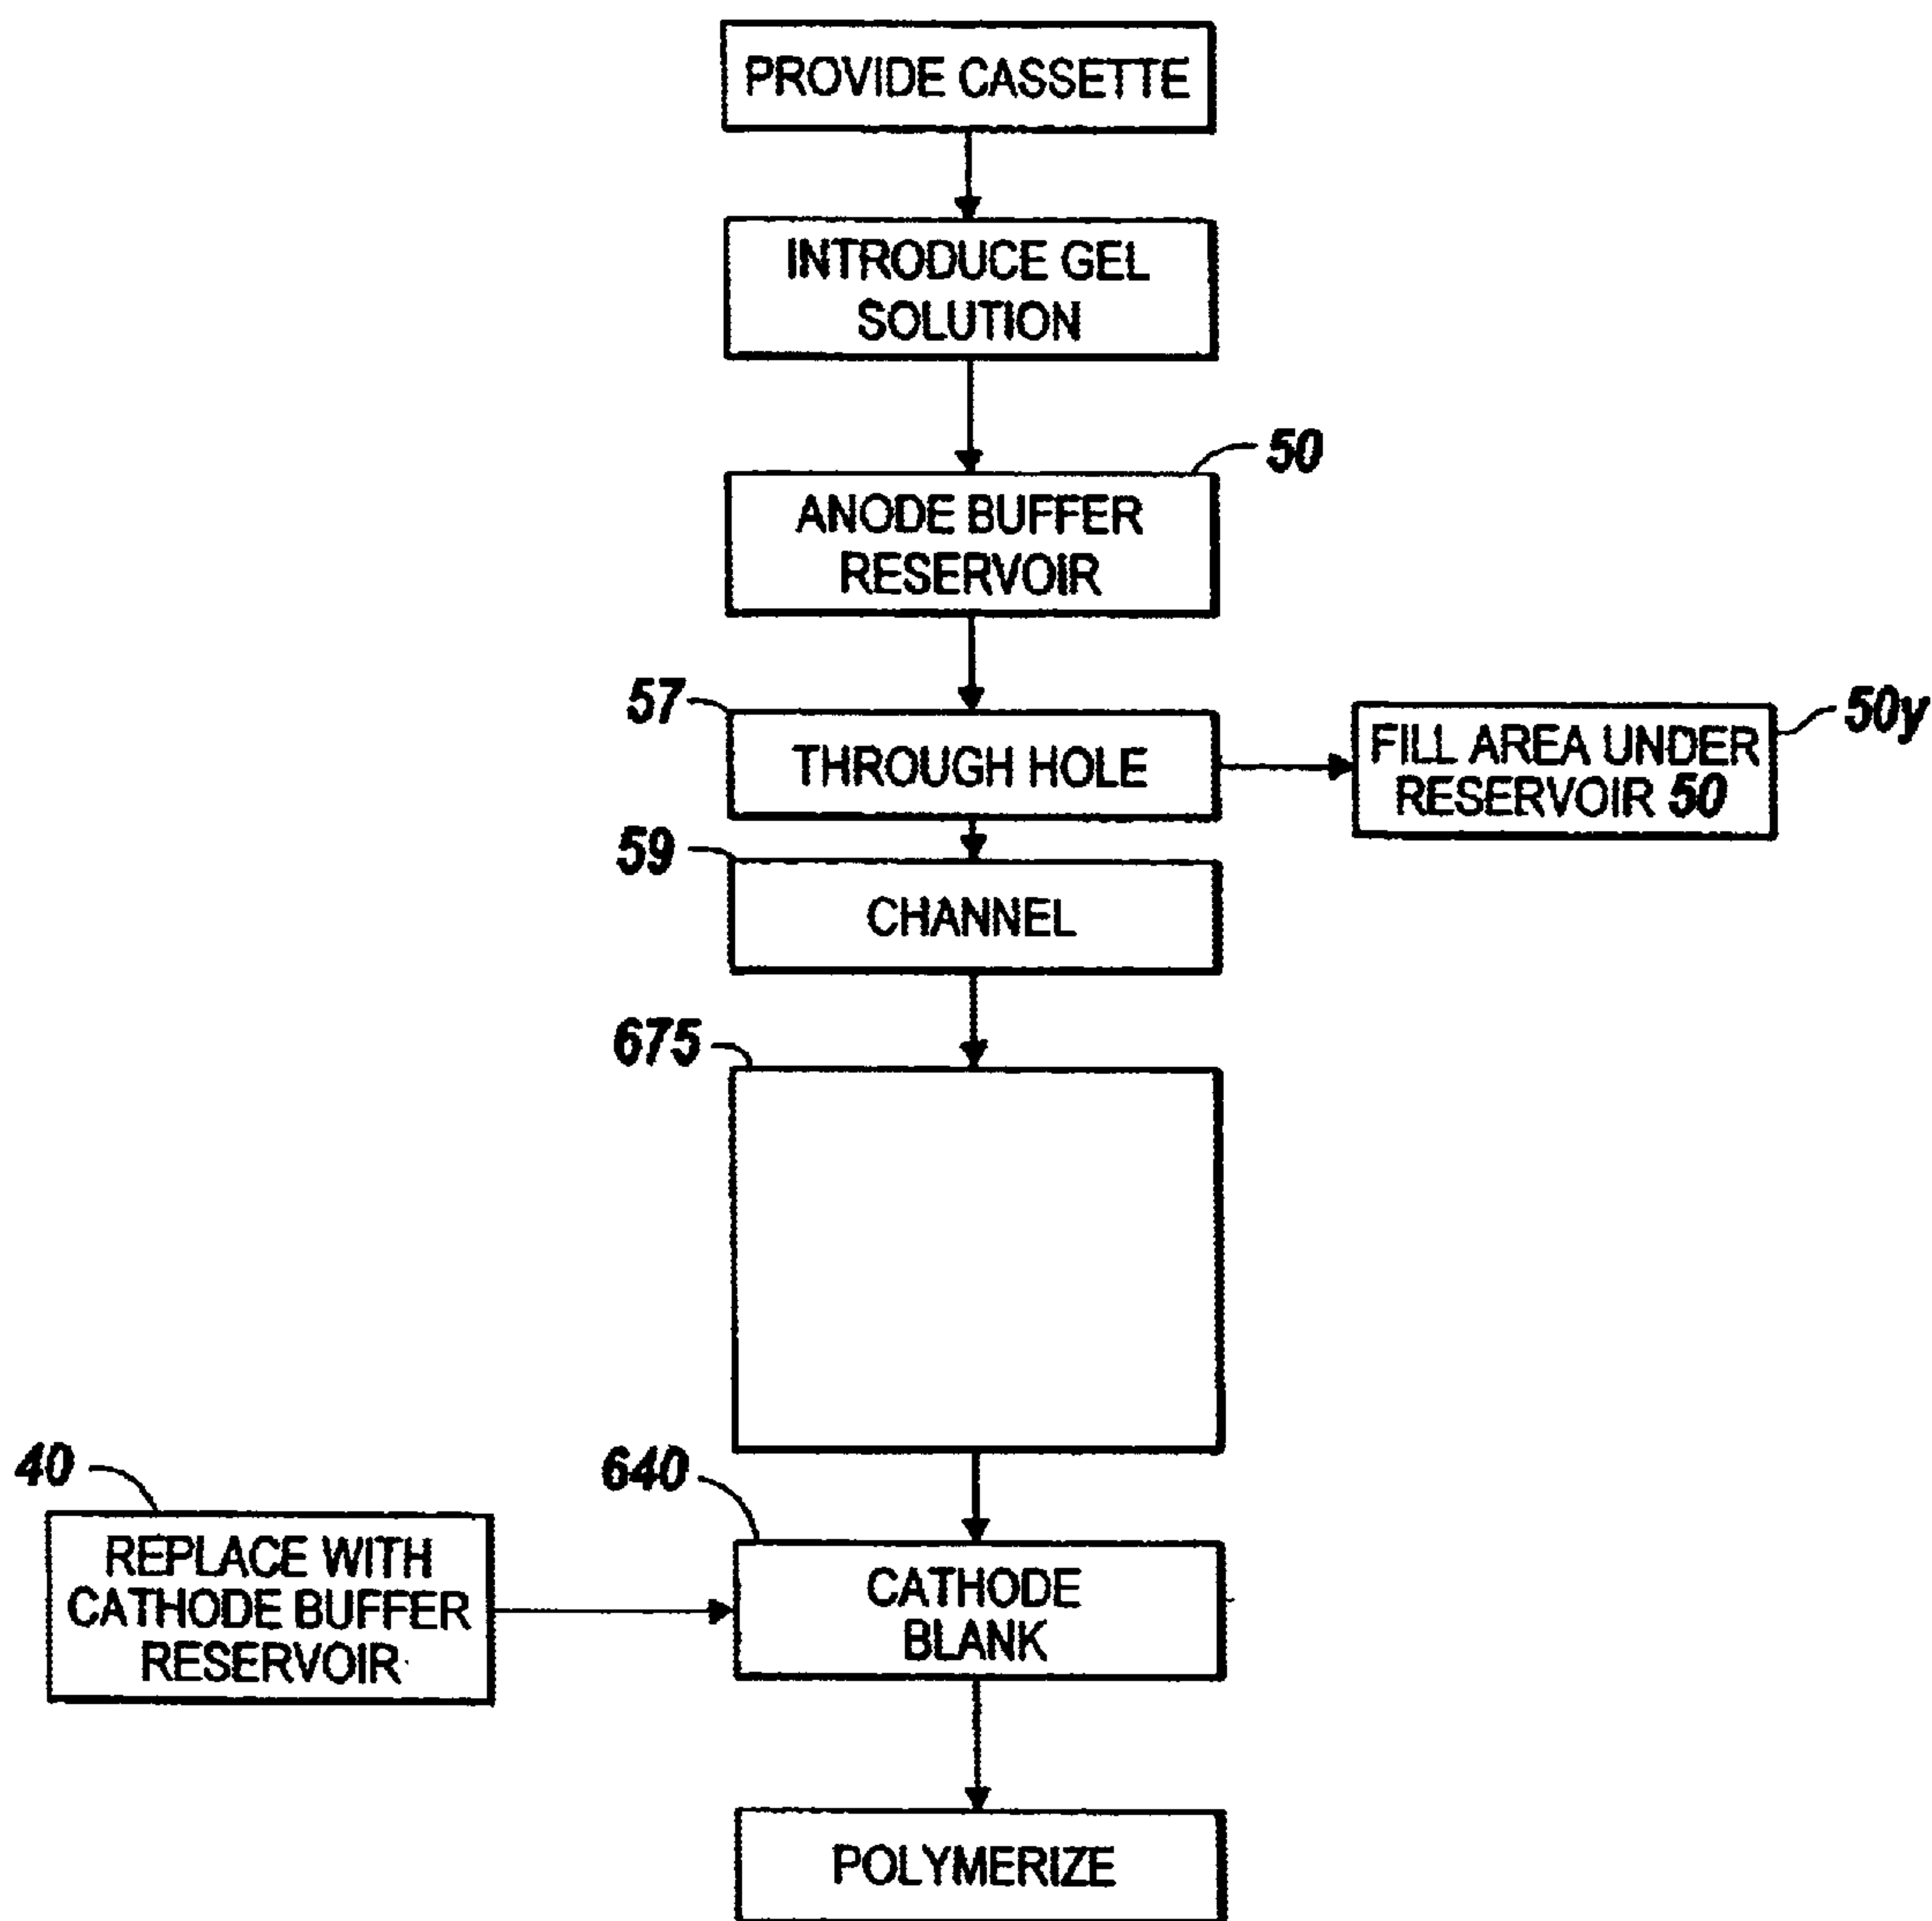 PROVIDE CASSETTE
INTRODUCE GEL
SOLUTION
50
ANODE BUFFER
RESERVOIR
57
THROUGH HOLE
50y
FILL AREA UNDER
RESERVOIR 50
59
CHANNEL
675
40
REPLACE WITH
CATHODE BUFFER
RESERVOIR
640
CATHODE
BLANK
POLYMERIZE